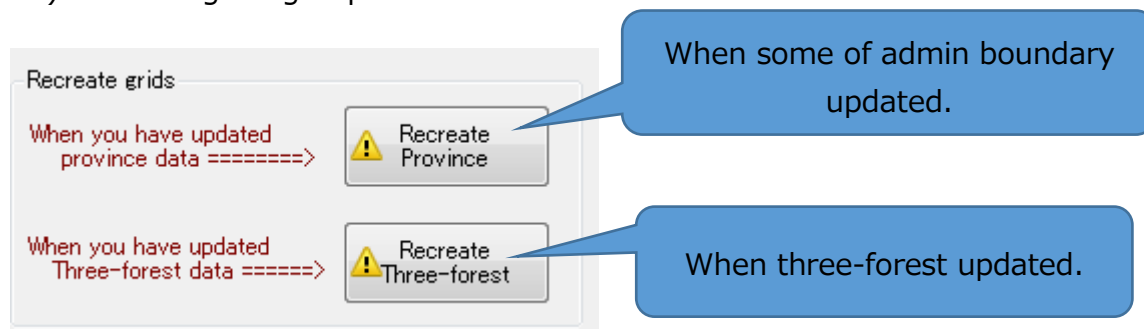 Recreate grids
When you have updated
province data ========>
Recreate
Province
When some of admin boundary
updated.
When you have updated
Three-forest data ======>
Recreate
Three-forest
When three-forest updated.